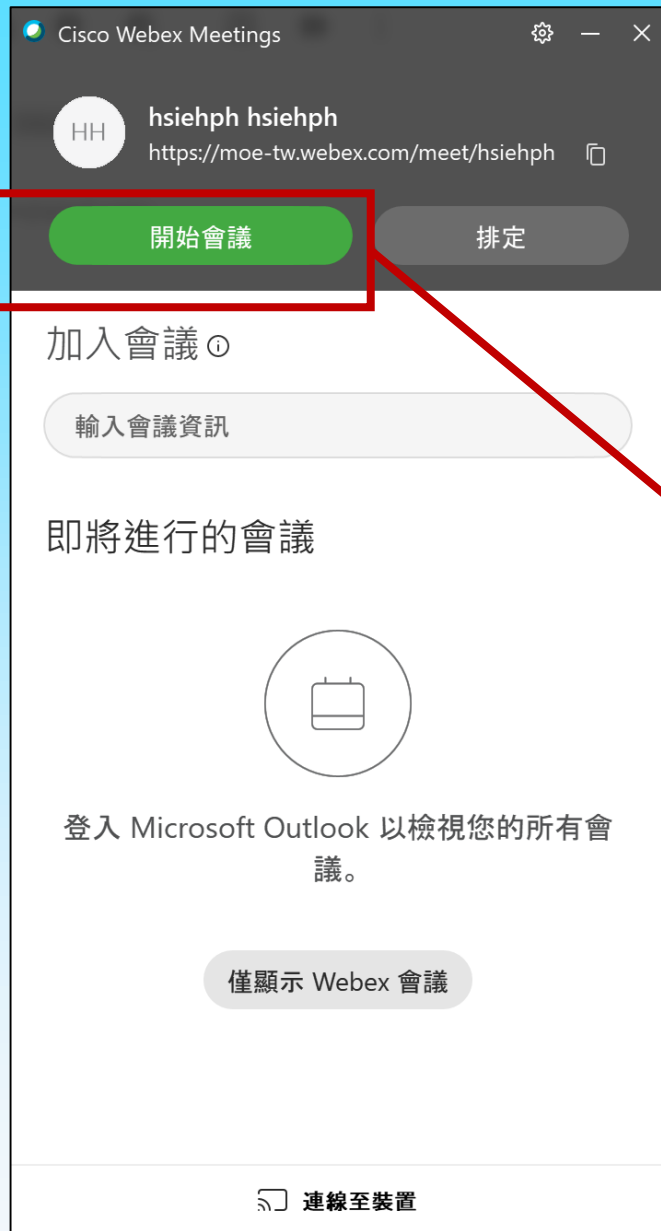 Cisco Webex Meetings
HH
hsiehph hsiehph
https://moe-tw.webex.com/meet/hsiehph
開始會議
排定
加入會議
輸入會議資訊
即將進行的會議
登入 Microsoft Outlook 以檢視您的所有會
議。
僅顯示 Webex 會議
連線至裝置